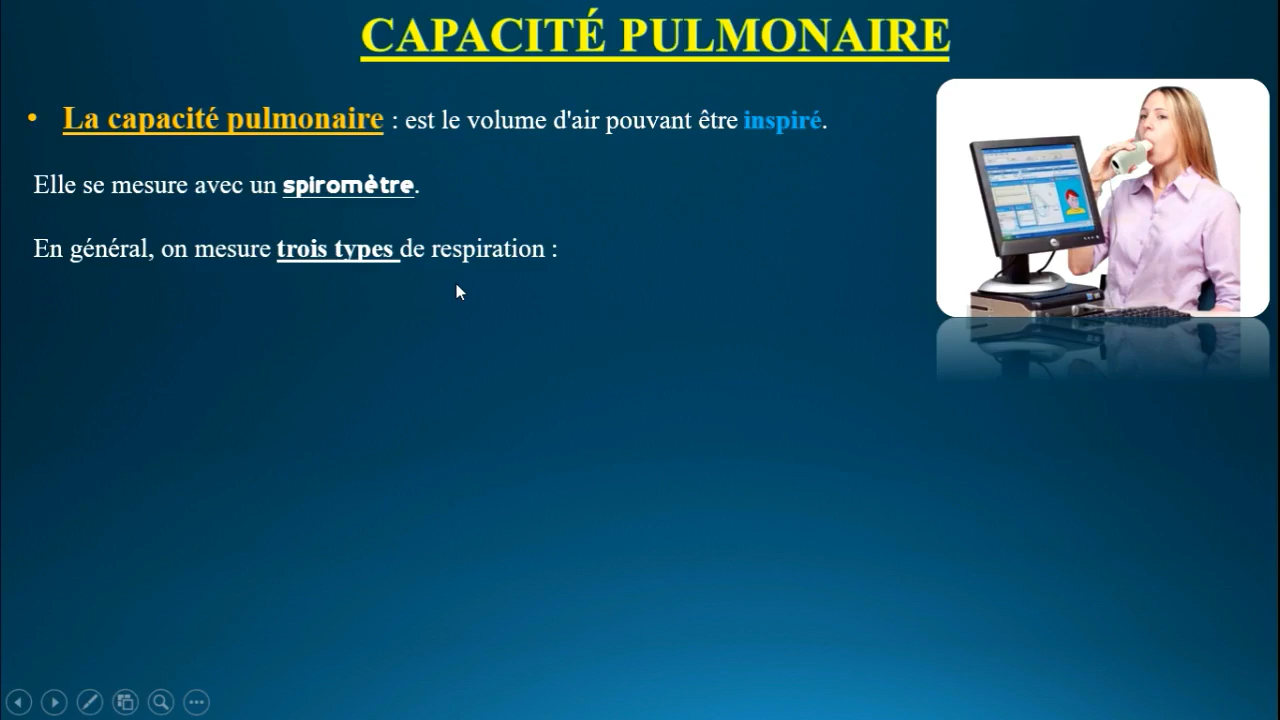 CAPACITÉ PULMONAIRE
• La capacité pulmonaire : est le volume d'air pouvant être inspiré.
Elle se mesure avec un spiromètre.
En général, on mesure trois types de respiration :